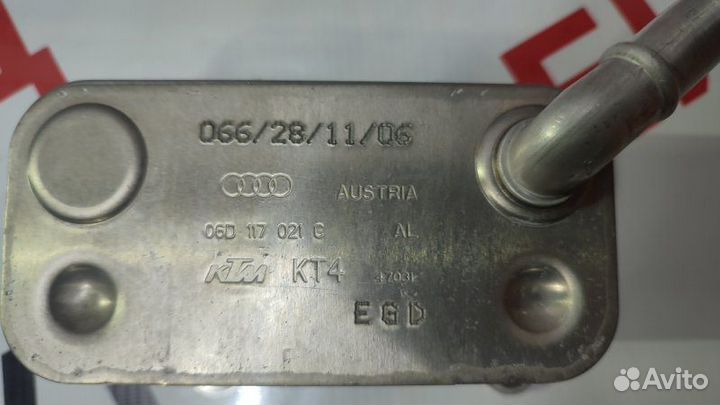 066/28/11/06
AUSTRIA
06D 117 021 C AL
KTM KT4
EGD
Avito